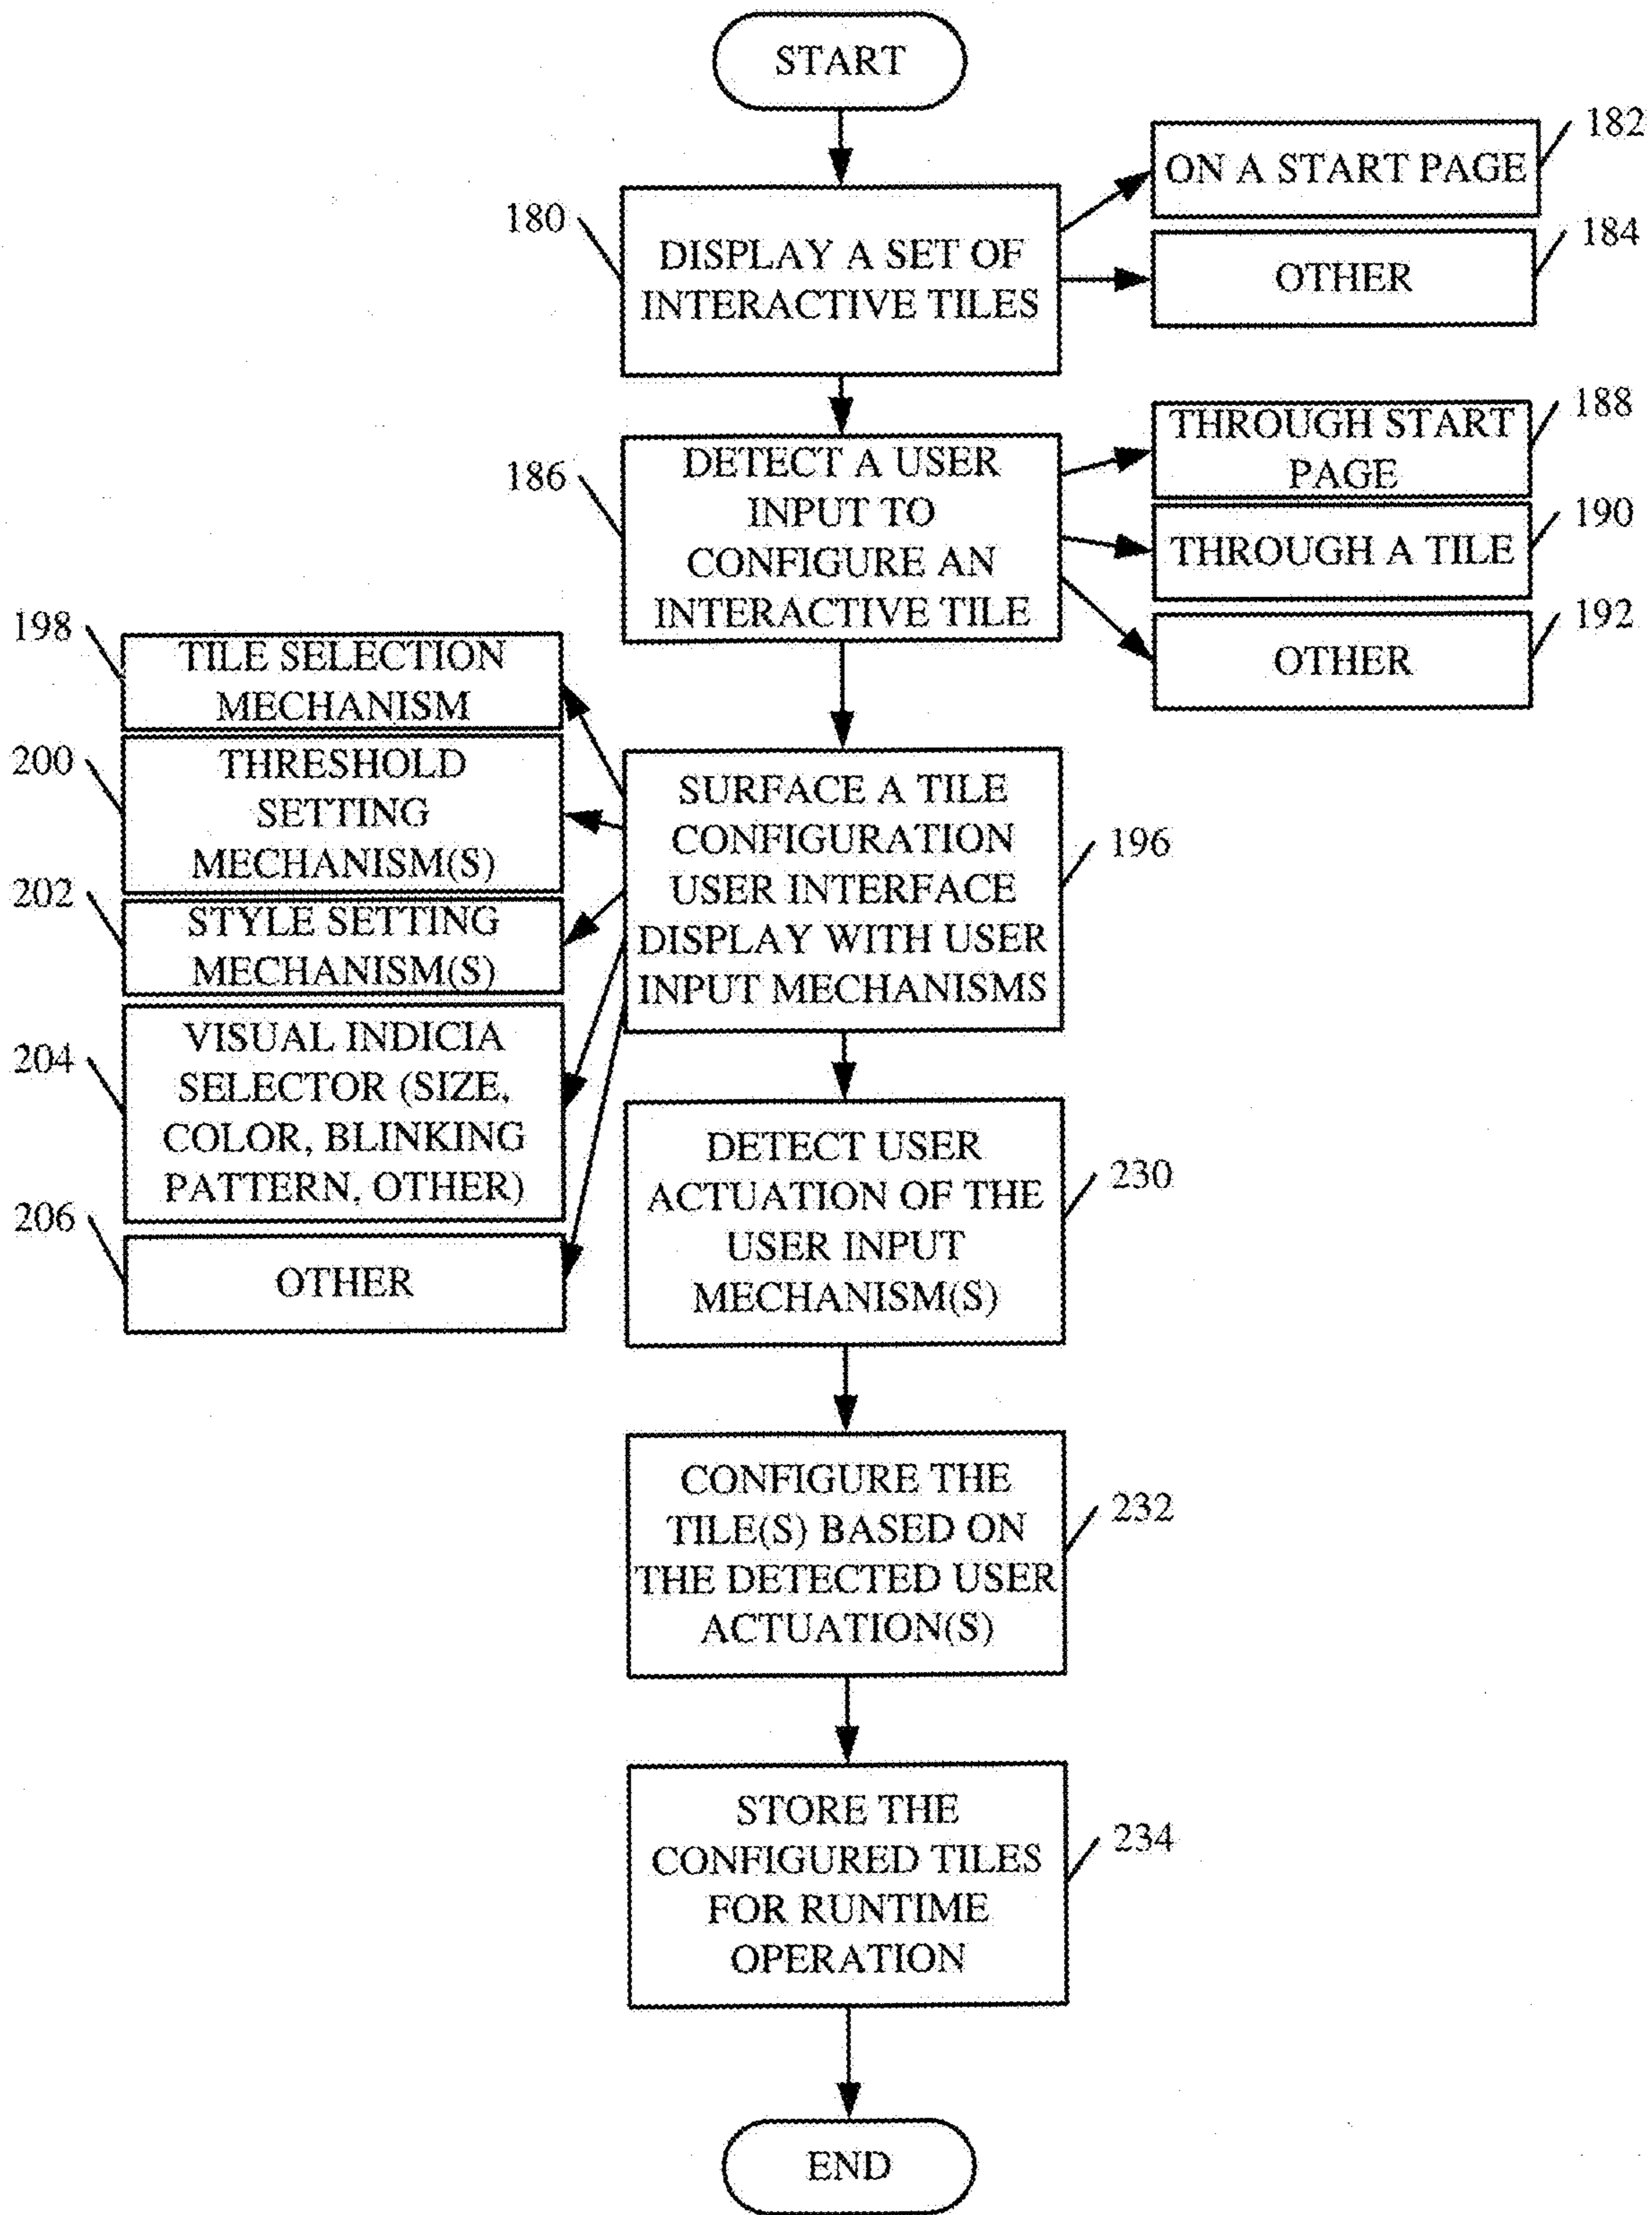 START
182
ON A START PAGE
180
DISPLAY A SET OF
INTERACTIVE TILES
184
OTHER
186
DETECT A USER
INPUT TO
CONFIGURE AN
INTERACTIVE TILE
188
THROUGH START
PAGE
190
THROUGH A TILE
192
OTHER
198
TILE SELECTION
MECHANISM
200
THRESHOLD
SETTING
MECHANISM(S)
202
STYLE SETTING
MECHANISM(S)
204
VISUAL INDICIA
SELECTOR (SIZE,
COLOR, BLINKING
PATTERN, OTHER)
206
OTHER
SURFACE A TILE
CONFIGURATION
USER INTERFACE
DISPLAY WITH USER
INPUT MECHANISMS
196
DETECT USER
ACTUATION OF THE
USER INPUT
MECHANISM(S)
230
CONFIGURE THE
TILE(S) BASED ON
THE DETECTED USER
ACTUATION(S)
232
STORE THE
CONFIGURED TILES
FOR RUNTIME
OPERATION
234
END